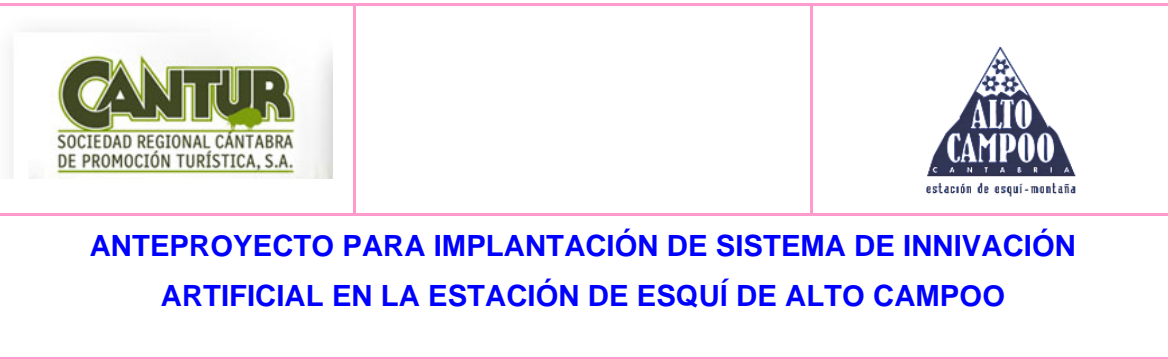 CANTUR
SOCIEDAD REGIONAL CÁNTABRA
DE PROMOCIÓN TURÍSTICA, S.A.
ALTO
CAMPOO
CANTABRIA
estación de esquí-montaña
ANTEPROYECTO PARA IMPLANTACIÓN DE SISTEMA DE INNIVACIÓN
ARTIFICIAL EN LA ESTACIÓN DE ESQUÍ DE ALTO CAMPOO